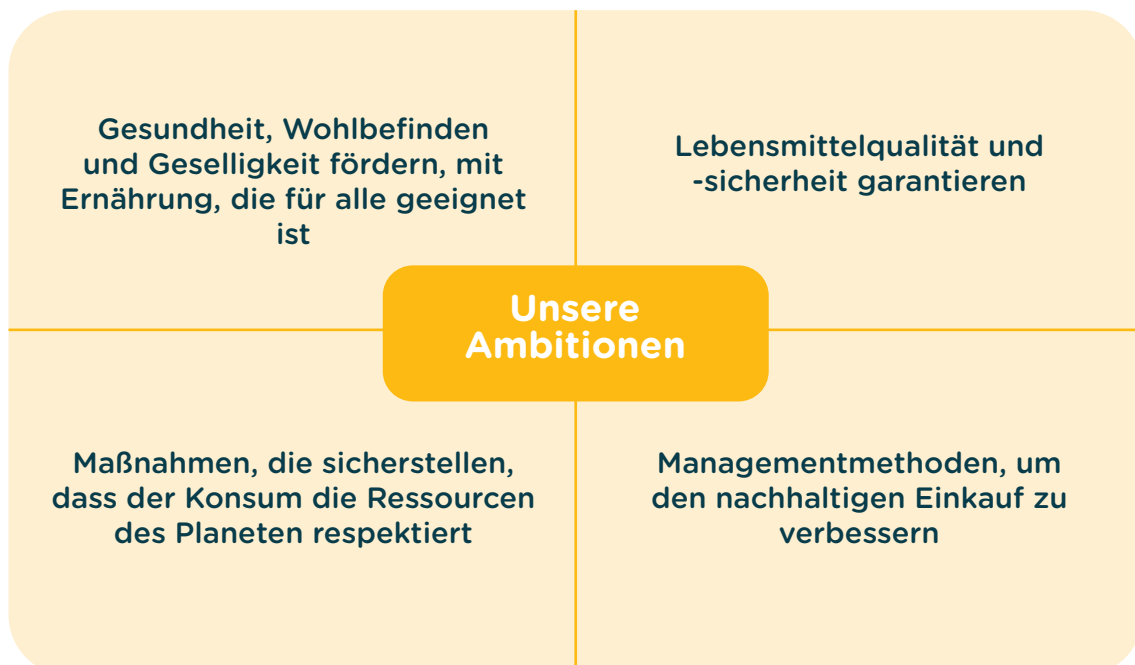 Gesundheit, Wohlbefinden
und Geselligkeit fördern, mit
Ernährung, die für alle geeignet
ist
Lebensmittelqualität und
-sicherheit garantieren
Unsere
Ambitionen
Maßnahmen, die sicherstellen,
dass der Konsum die Ressourcen
des Planeten respektiert
Managementmethoden, um
den nachhaltigen Einkauf zu
verbessern